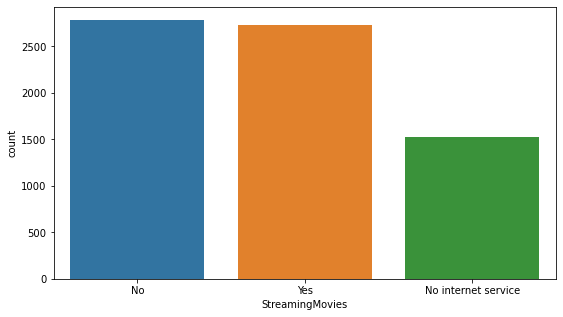 2500
2000
1500
1000
500
0
count
No Yes No internet service
StreamingMovies